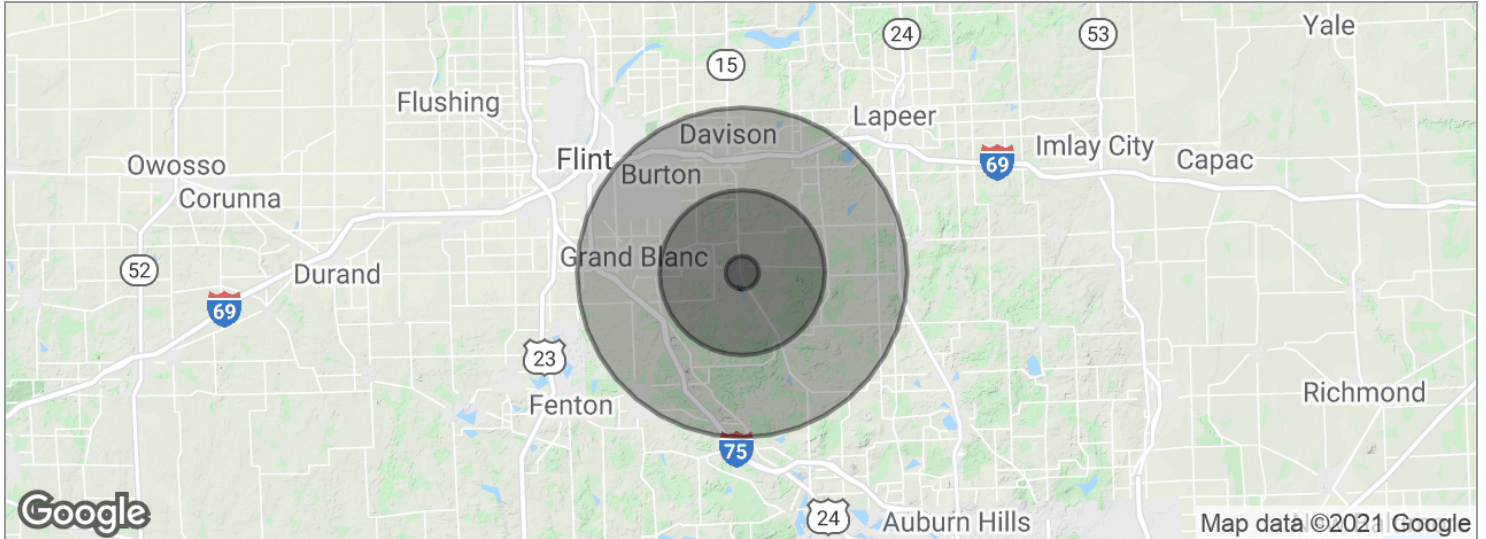 Yale
24
53
15
Flushing
Lapeer
Davison
Imlay City
Flint
69
Capac
Owosso
Burton
Corunna
Grand Blanc
52
Durand
69
23
Richmond
Fenton
75
24
Auburn Hills
Google
Map data ©2021 Google